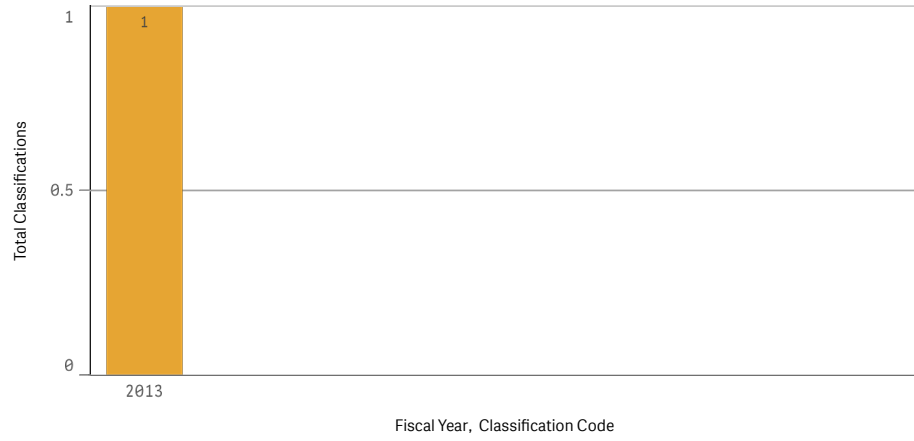 1
1
Total Classifications
0.5
0
2013
Fiscal Year, Classification Code